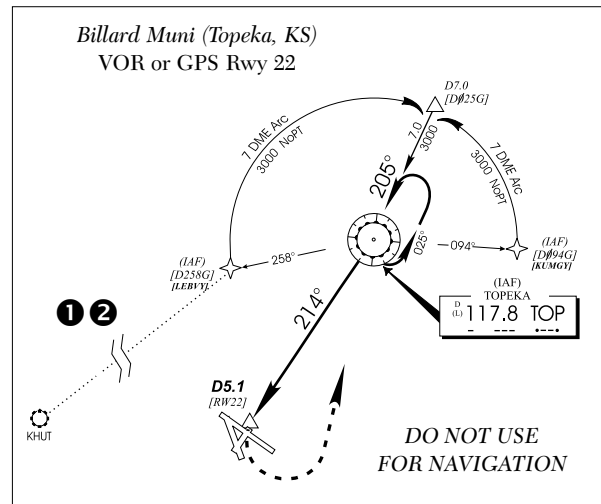 Billard Muni (Topeka, KS)
VOR or GPS Rwy 22
D7.0
[DØ25G]
7 DME Arc
3000 NoPT
7.0
3000
7 DME Arc
3000 NoPT
205°
025°
(IAF)
[D258G]
[LEBVY]
258°
094°
(IAF)
[DØ94G]
[KUMGY]
(IAF)
TOPEKA
D
(L) 117.8 TOP
1 2
214°
D5.1
[RW22]
KHUT
DO NOT USE
FOR NAVIGATION